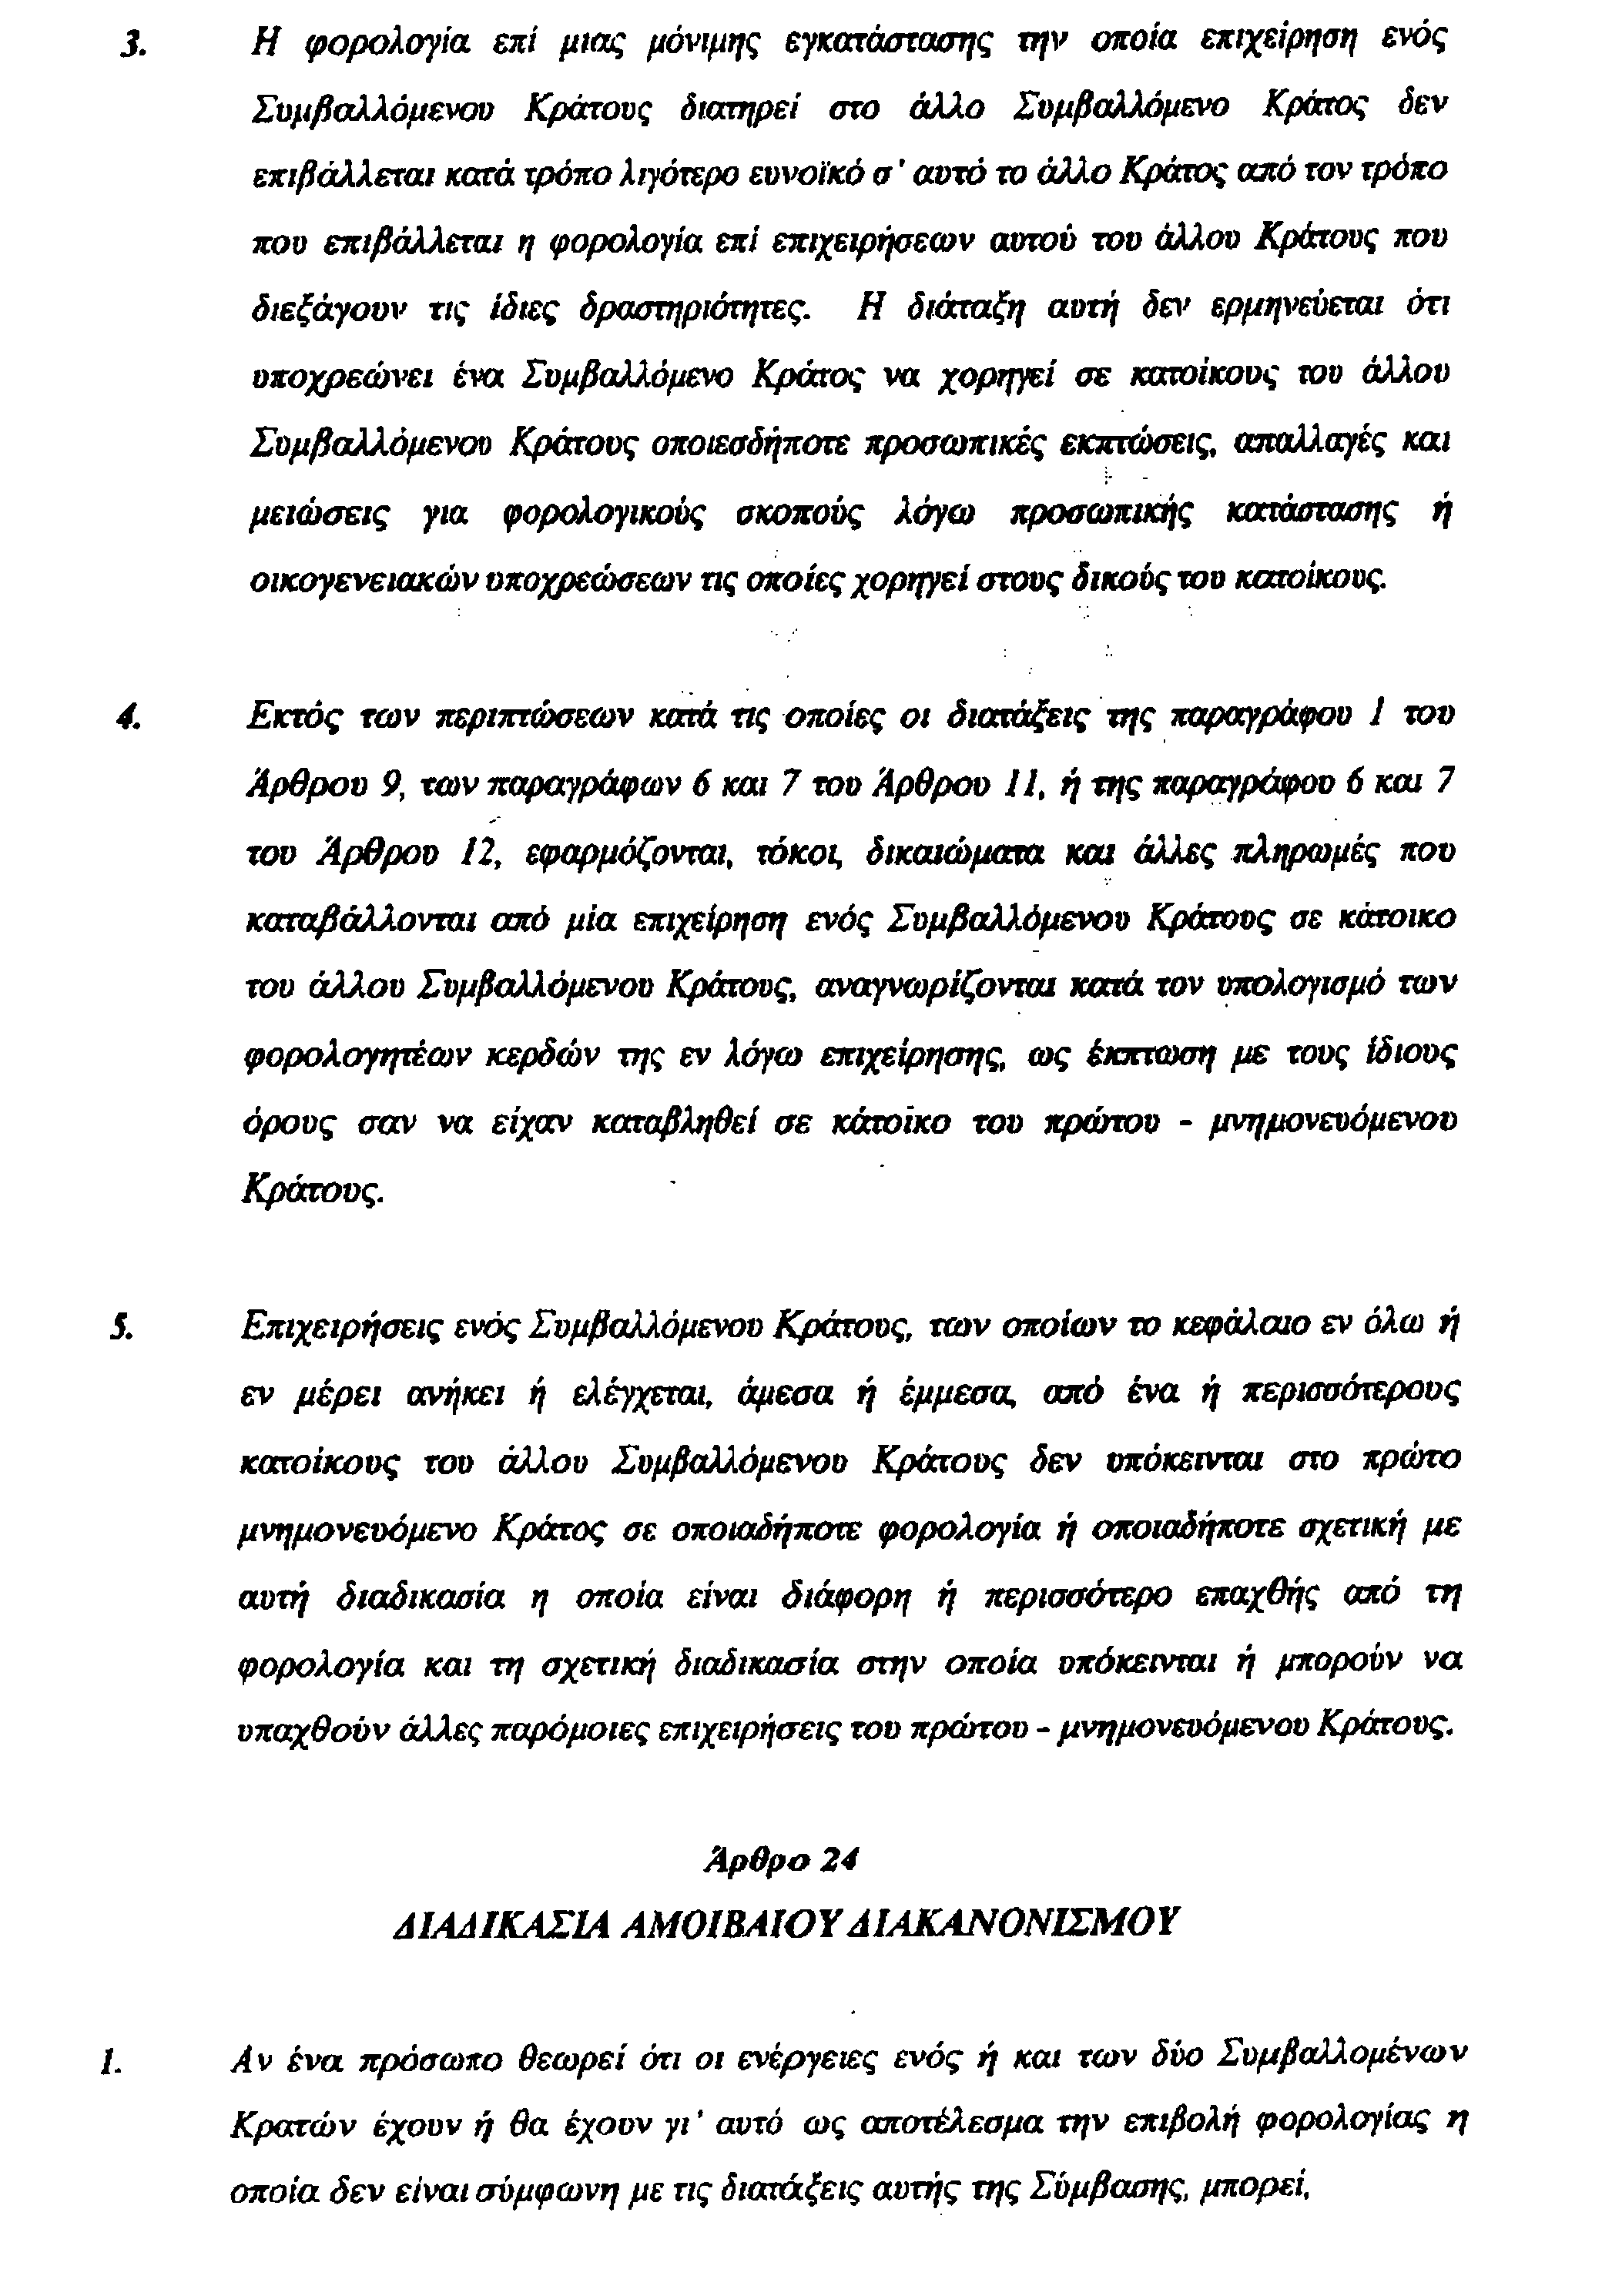 3. Η φορολογία επί μιας μόνιμης εγκατάστασης την οποία επιχείρηση ενός
Συμβαλλόμενου Κράτους διατηρεί στο άλλο Συμβαλλόμενο Κράτος δεν
επιβάλλεται κατά τρόπο λιγότερο ευνοϊκό σ' αυτό το άλλο Κράτος από τον τρόπο
που επιβάλλεται η φορολογία επί επιχειρήσεων αυτού του άλλου Κράτους που
διεξάγουν τις ίδιες δραστηριότητες. Η διάταξη αυτή δεν ερμηνεύεται ότι
υποχρεώνει ένα Συμβαλλόμενο Κράτος να χορηγεί σε κατοίκους του άλλου
Συμβαλλόμενου Κράτους οποιεσδήποτε προσωπικές εκπτώσεις, απαλλαγές και
μειώσεις για φορολογικούς σκοπούς λόγω προσωπικής κατάστασης ή
οικογενειακών υποχρεώσεων τις οποίες χορηγεί στους δικούς του κατοίκους.
4. Εκτός των περιπτώσεων κατά τις οποίες οι διατάξεις της παραγράφου 1 του
Άρθρου 9, των παραγράφων 6 και 7 του Άρθρου 11, ή της παραγράφου 6 και 7
του Άρθρου 12, εφαρμόζονται, τόκοι, δικαιώματα και άλλες πληρωμές που
καταβάλλονται από μία επιχείρηση ενός Συμβαλλόμενου Κράτους σε κάτοικο
του άλλου Συμβαλλόμενου Κράτους, αναγνωρίζονται κατά τον υπολογισμό των
φορολογητέων κερδών της εν λόγω επιχείρησης, ως έκπτωση με τους ίδιους
όρους σαν να είχαν καταβληθεί σε κάτοικο του πρώτου - μνημονευόμενου
Κράτους.
5. Επιχειρήσεις ενός Συμβαλλόμενου Κράτους, των οποίων το κεφάλαιο εν όλω ή
εν μέρει ανήκει ή ελέγχεται, άμεσα ή έμμεσα, από ένα ή περισσότερους
κατοίκους του άλλου Συμβαλλόμενου Κράτους δεν υπόκεινται στο πρώτο
μνημονευόμενο Κράτος σε οποιαδήποτε φορολογία ή οποιαδήποτε σχετική με
αυτή διαδικασία η οποία είναι διάφορη ή περισσότερο επαχθής από τη
φορολογία και τη σχετική διαδικασία στην οποία υπόκεινται ή μπορούν να
υπαχθούν άλλες παρόμοιες επιχειρήσεις του πρώτου - μνημονευόμενου Κράτους.
Άρθρο 24
ΔΙΑΔΙΚΑΣΙΑ ΑΜΟΙΒΑΙΟΥ ΔΙΑΚΑΝΟΝΙΣΜΟΥ
1. Αν ένα πρόσωπο θεωρεί ότι οι ενέργειες ενός ή και των δύο Συμβαλλομένων
Κρατών έχουν ή θα έχουν γι' αυτό ως αποτέλεσμα την επιβολή φορολογίας η
οποία δεν είναι σύμφωνη με τις διατάξεις αυτής της Σύμβασης, μπορεί,